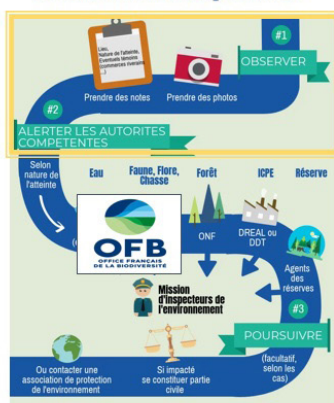 #1
OBSERVER
Lieu,
Nature de l'atteinte,
Eventuels témoins
(commerces riverains
...)
Prendre des notes
Prendre des photos
#2
ALERTER LES AUTORITES
COMPETENTES
Selon
nature de
l'atteinte
Eau
Faune, Flore,
Chasse
Forêt
ICPE
Réserve
OFB
OFFICE FRANÇAIS
DE LA BIODIVERSITÉ
ONF
DREAL ou
DDT
Agents
des
réserves
Mission
d'inspecteurs de
l'environnement
#3
POURSUIVRE
(facultatif,
selon les
cas)
Ou contacter une
association de protection
de l'environnement
Si impacté
se constituer partie
civile